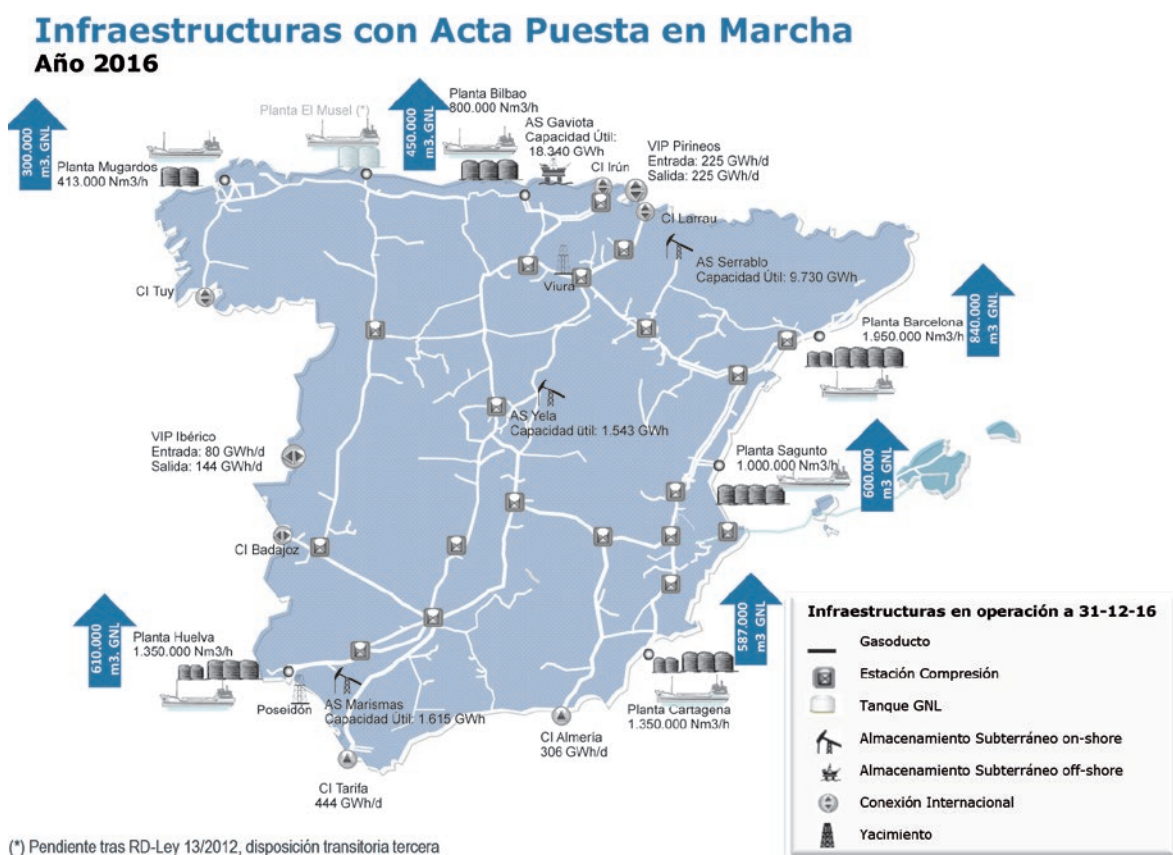 Infraestructuras con Acta Puesta en Marcha
Año 2016
300.000
m3. GNL
Planta Mugardos
413.000 Nm3/h
Planta El Musel (*)
450.000
m3. GNL
Planta Bilbao
800.000 Nm3/h
AS Gaviota
Capacidad Útil:
18.340 GWh
CI Irún
VIP Pirineos
Entrada: 225 GWh/d
Salida: 225 GWh/d
CI Larrau
AS Serrablo
Capacidad Útil: 9.730 GWh
Viura
CI Tuy
Planta Barcelona
1.950.000 Nm3/h
840.000
m3 GNL
AS Yela
Capacidad útil: 1.543 GWh
VIP Ibérico
Entrada: 80 GWh/d
Salida: 144 GWh/d
Planta Sagunto
1.000.000 Nm3/h
600.000
m3 GNL
CI Badajoz
610.000
m3. GNL
Planta Huelva
1.350.000 Nm3/h
Poseidón
AS Marismas
Capacidad Útil: 1 615 GWh
CI Tarifa
444 GWh/d
CI Almería
306 GWh/d
Planta Cartagena
1.350.000 Nm3/h
587.000
m3 GNL
Infraestructuras en operación a 31-12-16
Gasoducto
Estación Compresión
Tanque GNL
Almacenamiento Subterráneo on-shore
Almacenamiento Subterráneo off-shore
Conexión Internacional
Yacimiento
(*) Pendiente tras RD-Ley 13/2012, disposición transitoria tercera